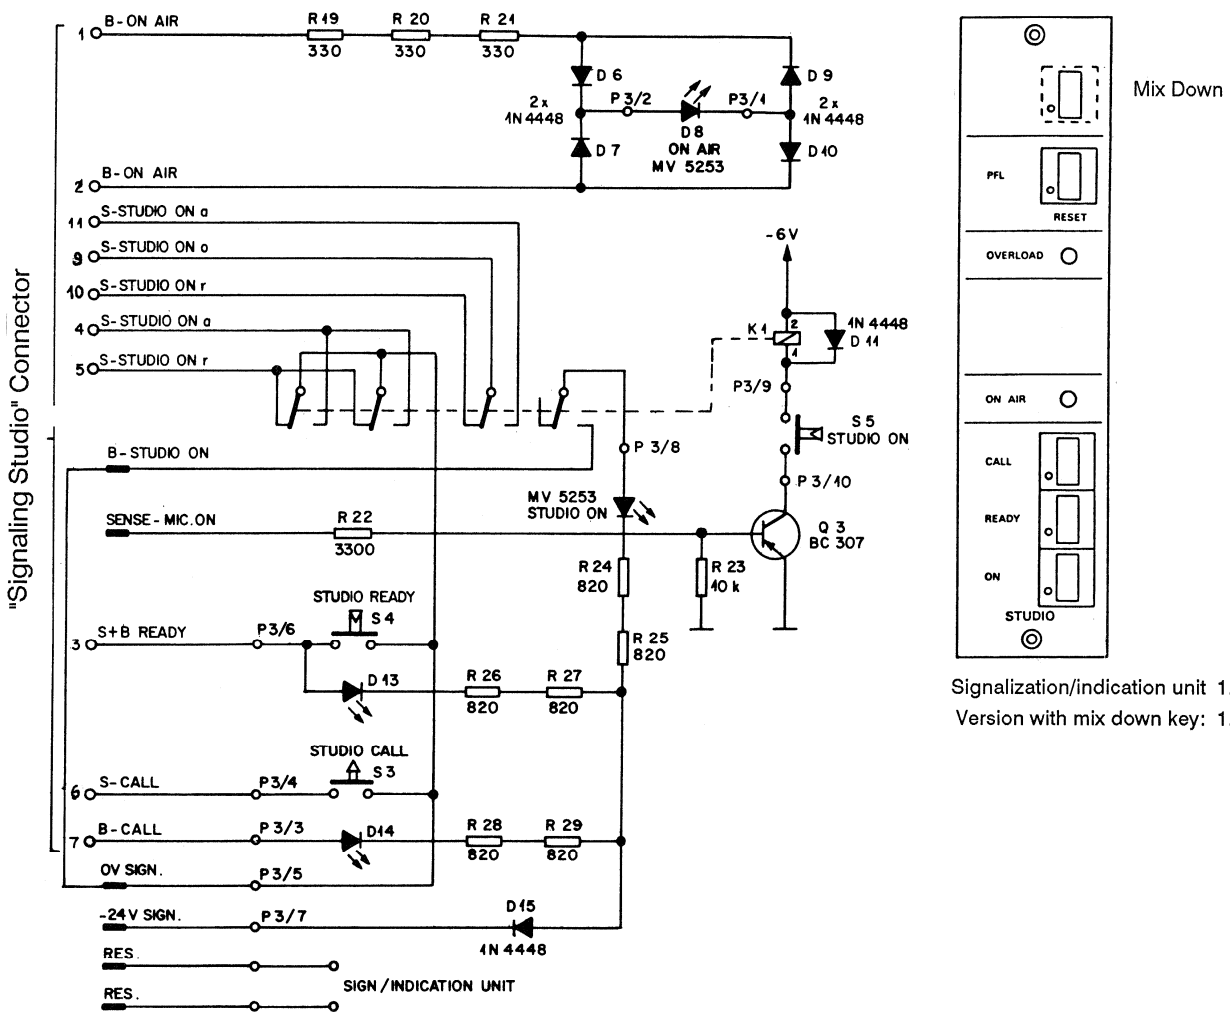 "Signaling Studio" Connector
1 B-ON AIR
R 19 R 20 R 21
330 330 330
D 6 D 9
P 3/2 P3/1
2x 1N 4448
2x 1N 4448
D 8
ON AIR
MV 5253
D 7 D 10
2 B-ON AIR
11 S-STUDIO ON a
9 S-STUDIO ON o
10 S-STUDIO ON r
4 S-STUDIO ON a
5 S-STUDIO ON r
-6V
K 1 2 1
1N 4448
D 11
P3/9
S 5
STUDIO ON
P 3/10
B-STUDIO ON
P 3/8
MV 5253
STUDIO ON
SENSE-MIC.ON
R 22
3300
Q 3
BC 307
R 24
820
R 23
10 k
STUDIO READY
S 4
3 S+B READY P3/6
R 25
820
D 13 R 26 R 27
820 820
STUDIO CALL
S 3
6 S-CALL P3/4
7 B-CALL P 3/3 D14 R 28 R 29
820 820
0V SIGN. P 3/5
-24V SIGN. P 3/7 D15
1N 4448
RES.
SIGN/INDICATION UNIT
RES.
Mix Down
PFL
RESET
OVERLOAD
ON AIR
CALL
READY
ON
STUDIO
Signalization/indication unit 1.
Version with mix down key: 1.